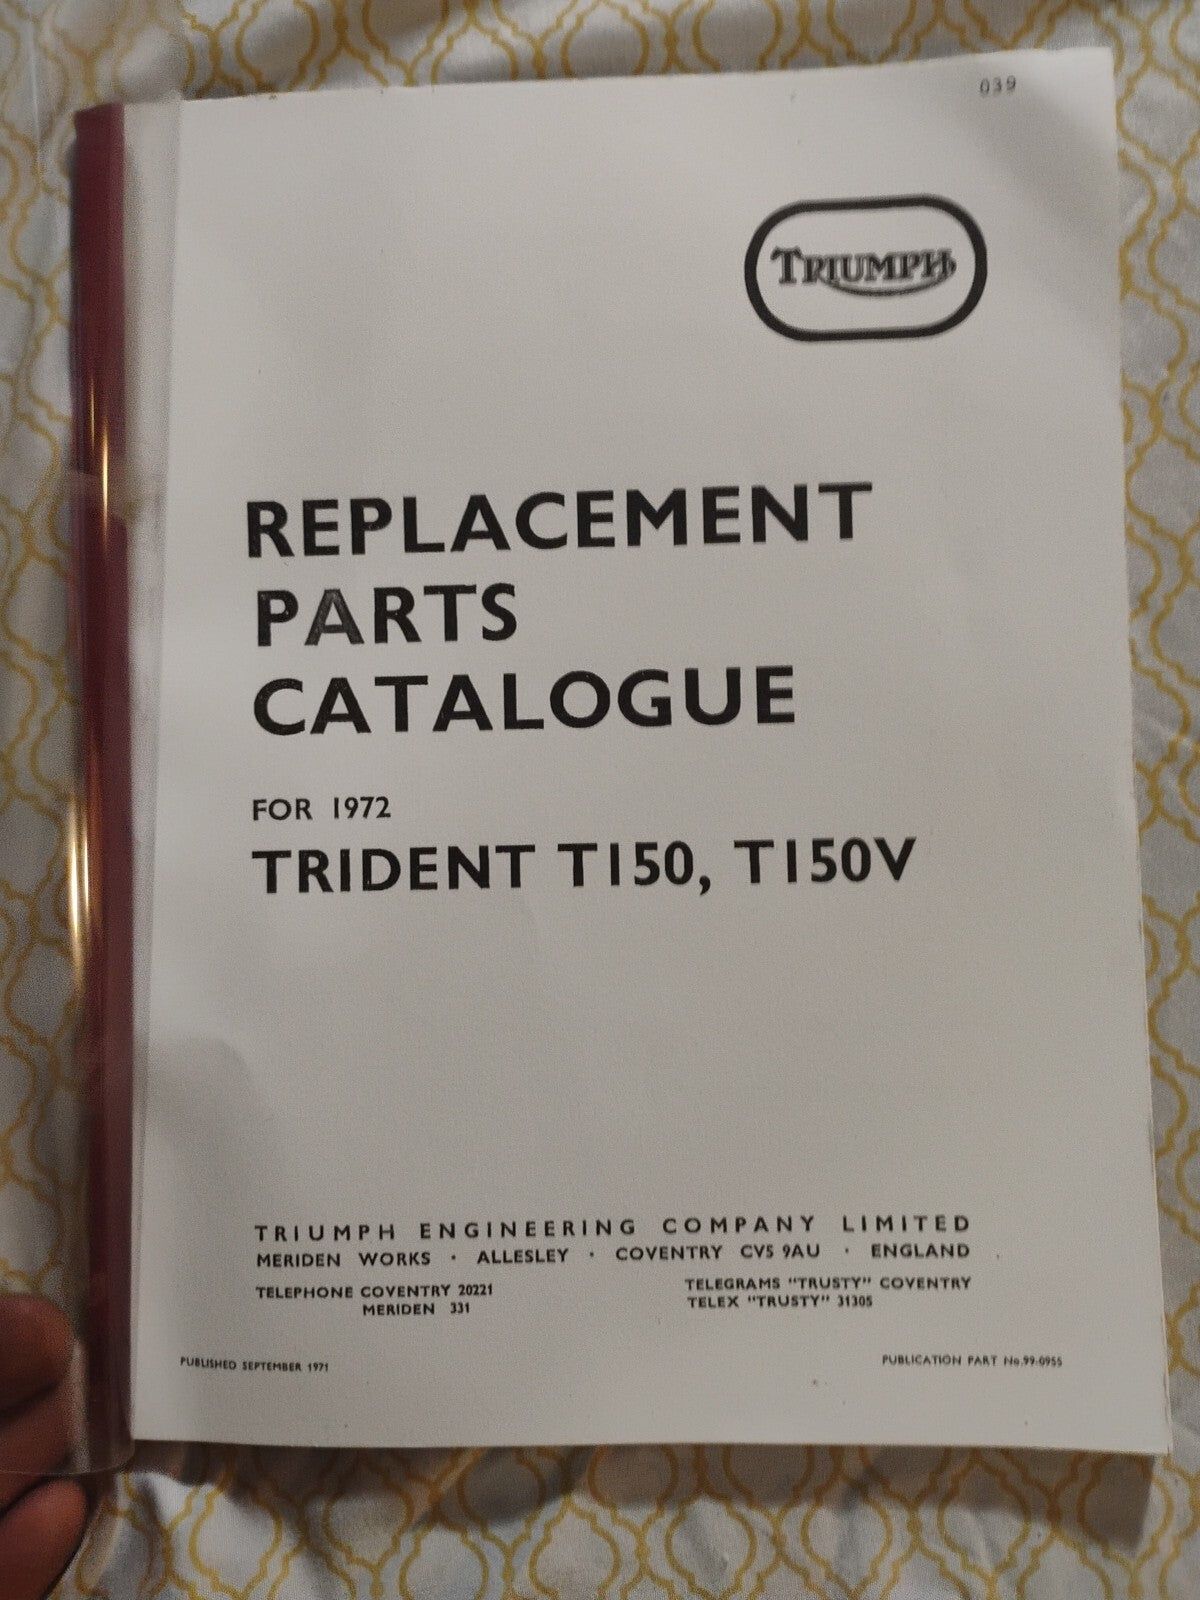 039
TRIUMPH
REPLACEMENT
PARTS
CATALOGUE
FOR 1972
TRIDENT T150, T150V
TRIUMPH ENGINEERING COMPANY LIMITED
MERIDEN WORKS · ALLESLEY · COVENTRY CV5 9AU · ENGLAND
TELEPHONE COVENTRY 20221
MERIDEN 331
TELEGRAMS "TRUSTY" COVENTRY
TELEX "TRUSTY" 31305
PUBLISHED SEPTEMBER 1971
PUBLICATION PART No.99-0955